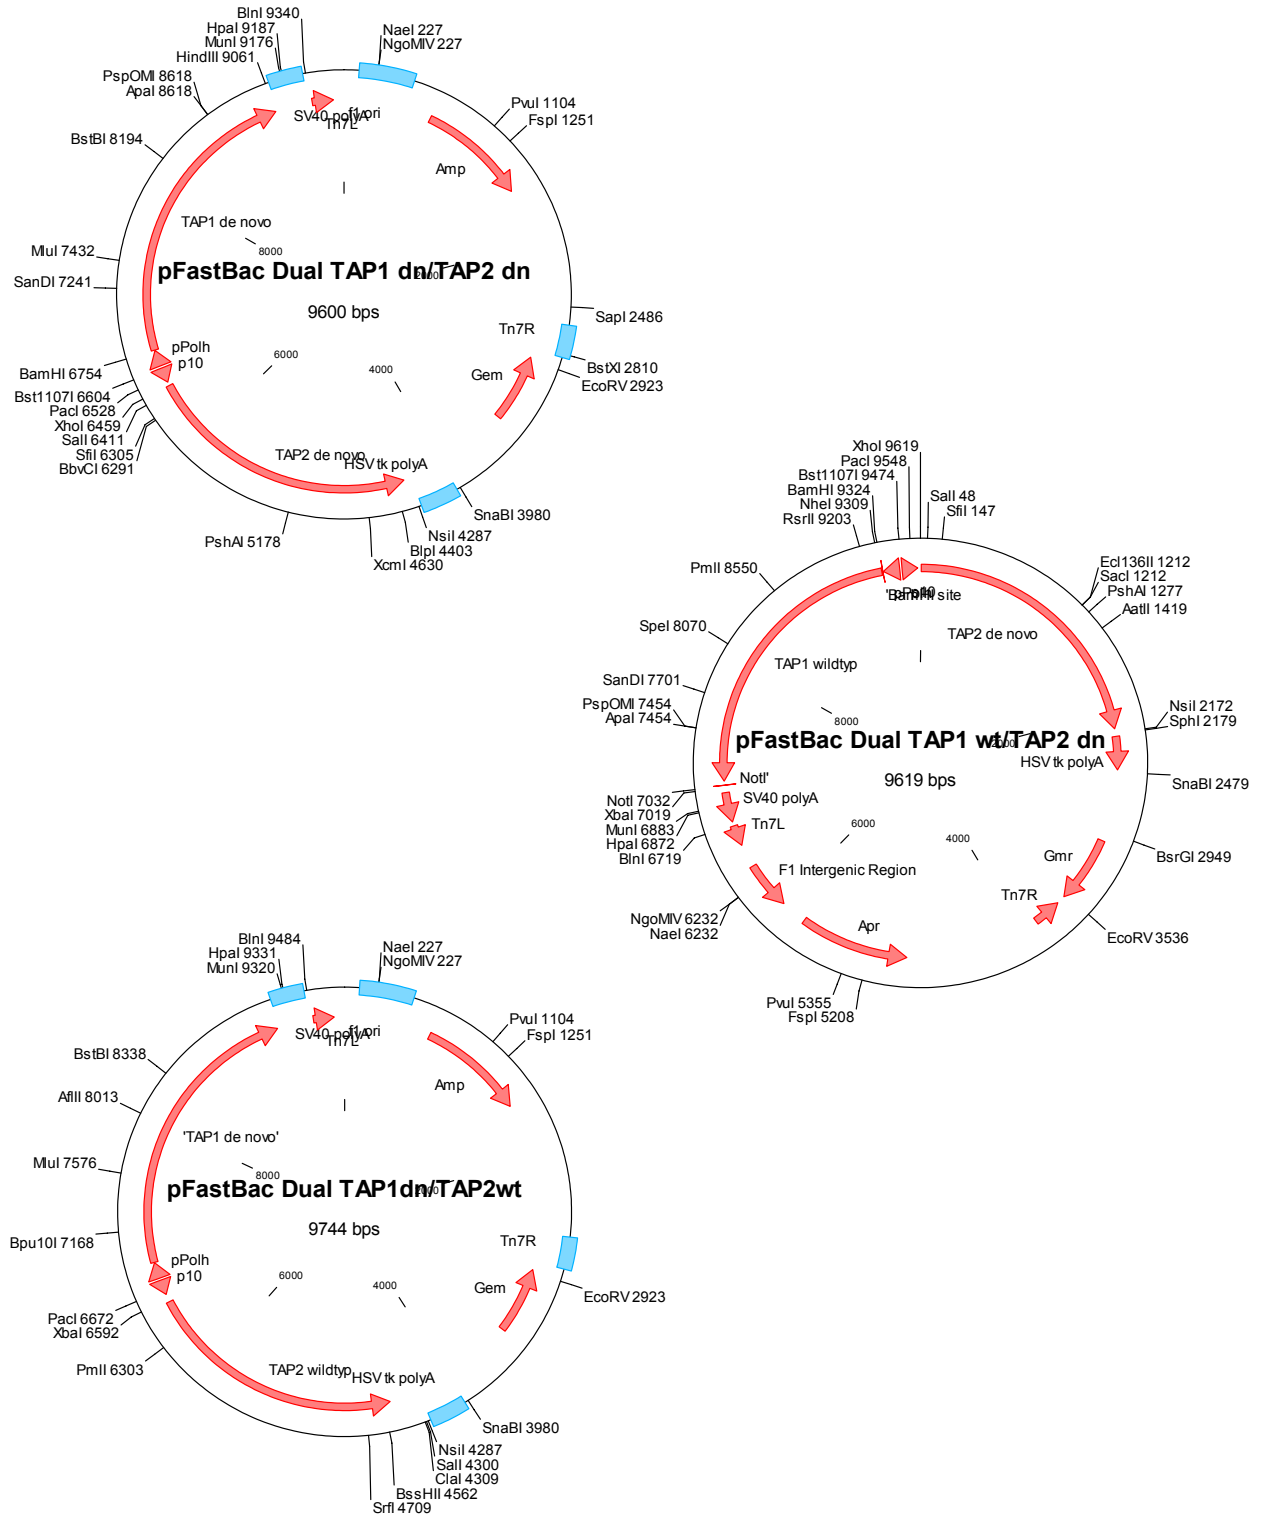 BlnI 9340
HpaI 9187
MunI 9176
HindIII 9061
NaeI 227
NgoMIV 227
PspOMI 8618
ApaI 8618
PvuI 1104
FspI 1251
BstBI 8194
SV40 polyA
f1 ori
Tn7L
Amp
TAP1 de novo
MluI 7432
SanDI 7241
8000
2000
pFastBac Dual TAP1 dn/TAP2 dn
9600 bps
SapI 2486
Tn7R
pPolh
p10
6000
4000
Gem
BstXI 2810
EcoRV 2923
BamHI 6754
Bst1107I 6604
PacI 6528
XhoI 6459
SalI 6411
SfiI 6305
BbvCI 6291
TAP2 de novo
HSV tk polyA
SnaBI 3980
NsiI 4287
BlpI 4403
XcmI 4630
PshAI 5178
XhoI 9619
PacI 9548
Bst1107I 9474
BamHI 9324
NheI 9309
RsrII 9203
SalI 48
SfiI 147
PmlI 8550
Ecl136II 1212
SacI 1212
PshAI 1277
AatII 1419
'BamHI site
pPolh
p10
SpeI 8070
TAP2 de novo
TAP1 wildtyp
SanDI 7701
PspOMI 7454
ApaI 7454
8000
2000
NsiI 2172
SphI 2179
pFastBac Dual TAP1 wt/TAP2 dn
9619 bps
HSV tk polyA
SnaBI 2479
NotI'
SV40 polyA
Tn7L
NotI 7032
XbaI 7019
MunI 6883
HpaI 6872
BlnI 6719
6000
4000
Gmr
BsrGI 2949
F1 Intergenic Region
Tn7R
NgoMIV 6232
NaeI 6232
Apr
EcoRV 3536
PvuI 5355
FspI 5208
BlnI 9484
HpaI 9331
MunI 9320
NaeI 227
NgoMIV 227
PvuI 1104
FspI 1251
SV40 polyA
f1 ori
Tn7L
BstBI 8338
AflII 8013
Amp
'TAP1 de novo'
MluI 7576
8000
2000
pFastBac Dual TAP1dn/TAP2wt
9744 bps
Bpu10I 7168
Tn7R
pPolh
p10
6000
4000
Gem
EcoRV 2923
PacI 6672
XbaI 6592
PmlI 6303
TAP2 wildtyp
HSV tk polyA
SnaBI 3980
NsiI 4287
SalI 4300
ClaI 4309
BssHII 4562
SrfI 4709